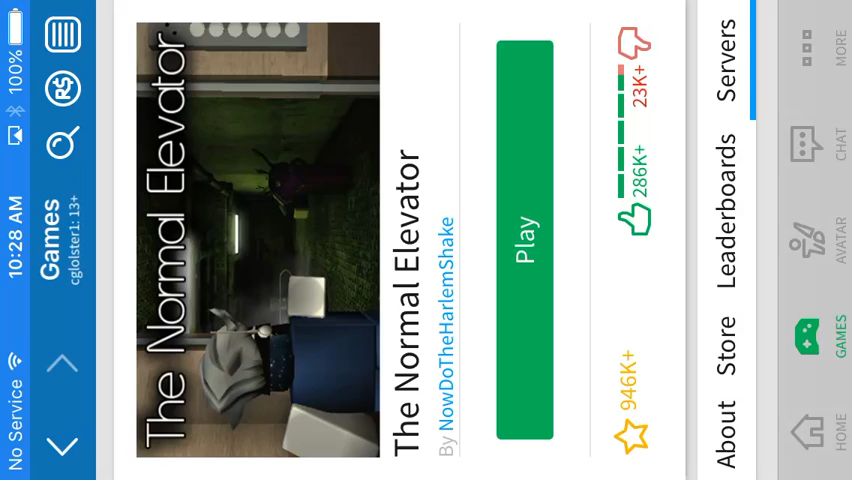 No Service 10:28 AM 100%
Games
cglolster1: 13+
R$
The Normal Elevator
The Normal Elevator
By NowDoTheHarlemShake
Play
946K+ 286K+ 23K+
About Store Leaderboards Servers
HOME GAMES AVATAR CHAT MORE